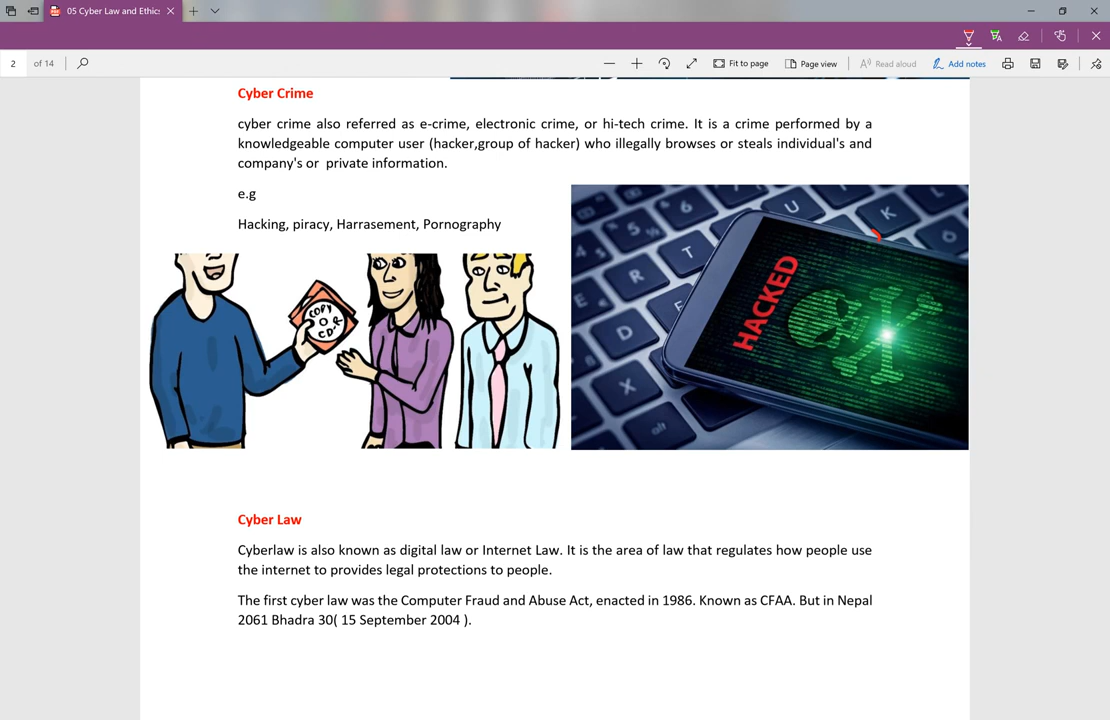 05 Cyber Law and Ethics
2 of 14
Fit to page
Page view
Read aloud
Add notes
Cyber Crime
cyber crime also referred as e-crime, electronic crime, or hi-tech crime. It is a crime performed by a
knowledgeable computer user (hacker,group of hacker) who illegally browses or steals individual's and
company's or private information.
e.g
Hacking, piracy, Harrasement, Pornography
COPY
CD-R
HACKED
4
5
6
U
K
E
R
T
F
D
X
alt
Cyber Law
Cyberlaw is also known as digital law or Internet Law. It is the area of law that regulates how people use
the internet to provides legal protections to people.
The first cyber law was the Computer Fraud and Abuse Act, enacted in 1986. Known as CFAA. But in Nepal
2061 Bhadra 30( 15 September 2004 ).